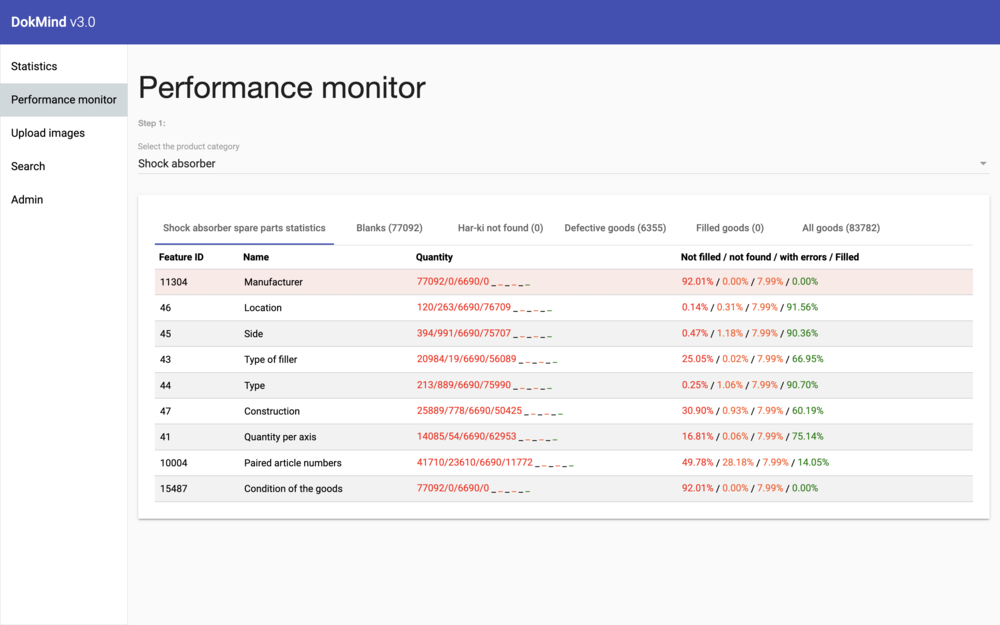 DokMind v3.0
Statistics
Performance monitor
Upload images
Search
Admin
Performance monitor
Step 1:
Select the product category
Shock absorber
Shock absorber spare parts statistics Blanks (77092) Har-ki not found (0) Defective goods (6355) Filled goods (0) All goods (83782)
Feature ID Name Quantity Not filled / not found / with errors / Filled
11304 Manufacturer 77092/0/6690/0 _ _ _ _ _ 92.01% / 0.00% / 7.99% / 0.00%
46 Location 120/263/6690/76709 _ _ _ _ _ 0.14% / 0.31% / 7.99% / 91.56%
45 Side 394/991/6690/75707 _ _ _ _ _ 0.47% / 1.18% / 7.99% / 90.36%
43 Type of filler 20984/19/6690/56089 _ _ _ _ _ 25.05% / 0.02% / 7.99% / 66.95%
44 Type 213/889/6690/75990 _ _ _ _ _ 0.25% / 1.06% / 7.99% / 90.70%
47 Construction 25889/778/6690/50425 _ _ _ _ _ 30.90% / 0.93% / 7.99% / 60.19%
41 Quantity per axis 14085/54/6690/62953 _ _ _ _ _ 16.81% / 0.06% / 7.99% / 75.14%
10004 Paired article numbers 41710/23610/6690/11772 _ _ _ _ _ 49.78% / 28.18% / 7.99% / 14.05%
15487 Condition of the goods 77092/0/6690/0 _ _ _ _ _ 92.01% / 0.00% / 7.99% / 0.00%